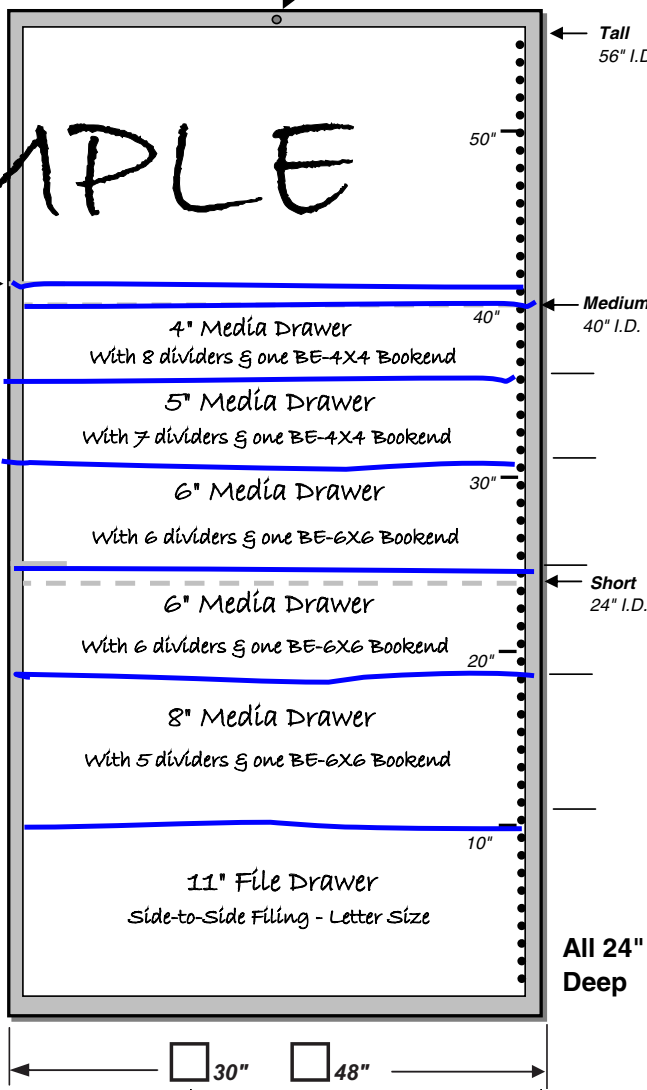 Tall
56" I.D
MPLE
50"
Medium
40" I.D.
40"
4" Media Drawer
With 8 dividers & one BE-4X4 Bookend
5" Media Drawer
With 7 dividers & one BE-4X4 Bookend
30"
6" Media Drawer
With 6 dividers & one BE-6X6 Bookend
Short
24" I.D.
6" Media Drawer
With 6 dividers & one BE-6X6 Bookend
20"
8" Media Drawer
With 5 dividers & one BE-6X6 Bookend
10"
11" File Drawer
Side-to-Side Filing - Letter Size
All 24"
Deep
30" 48"